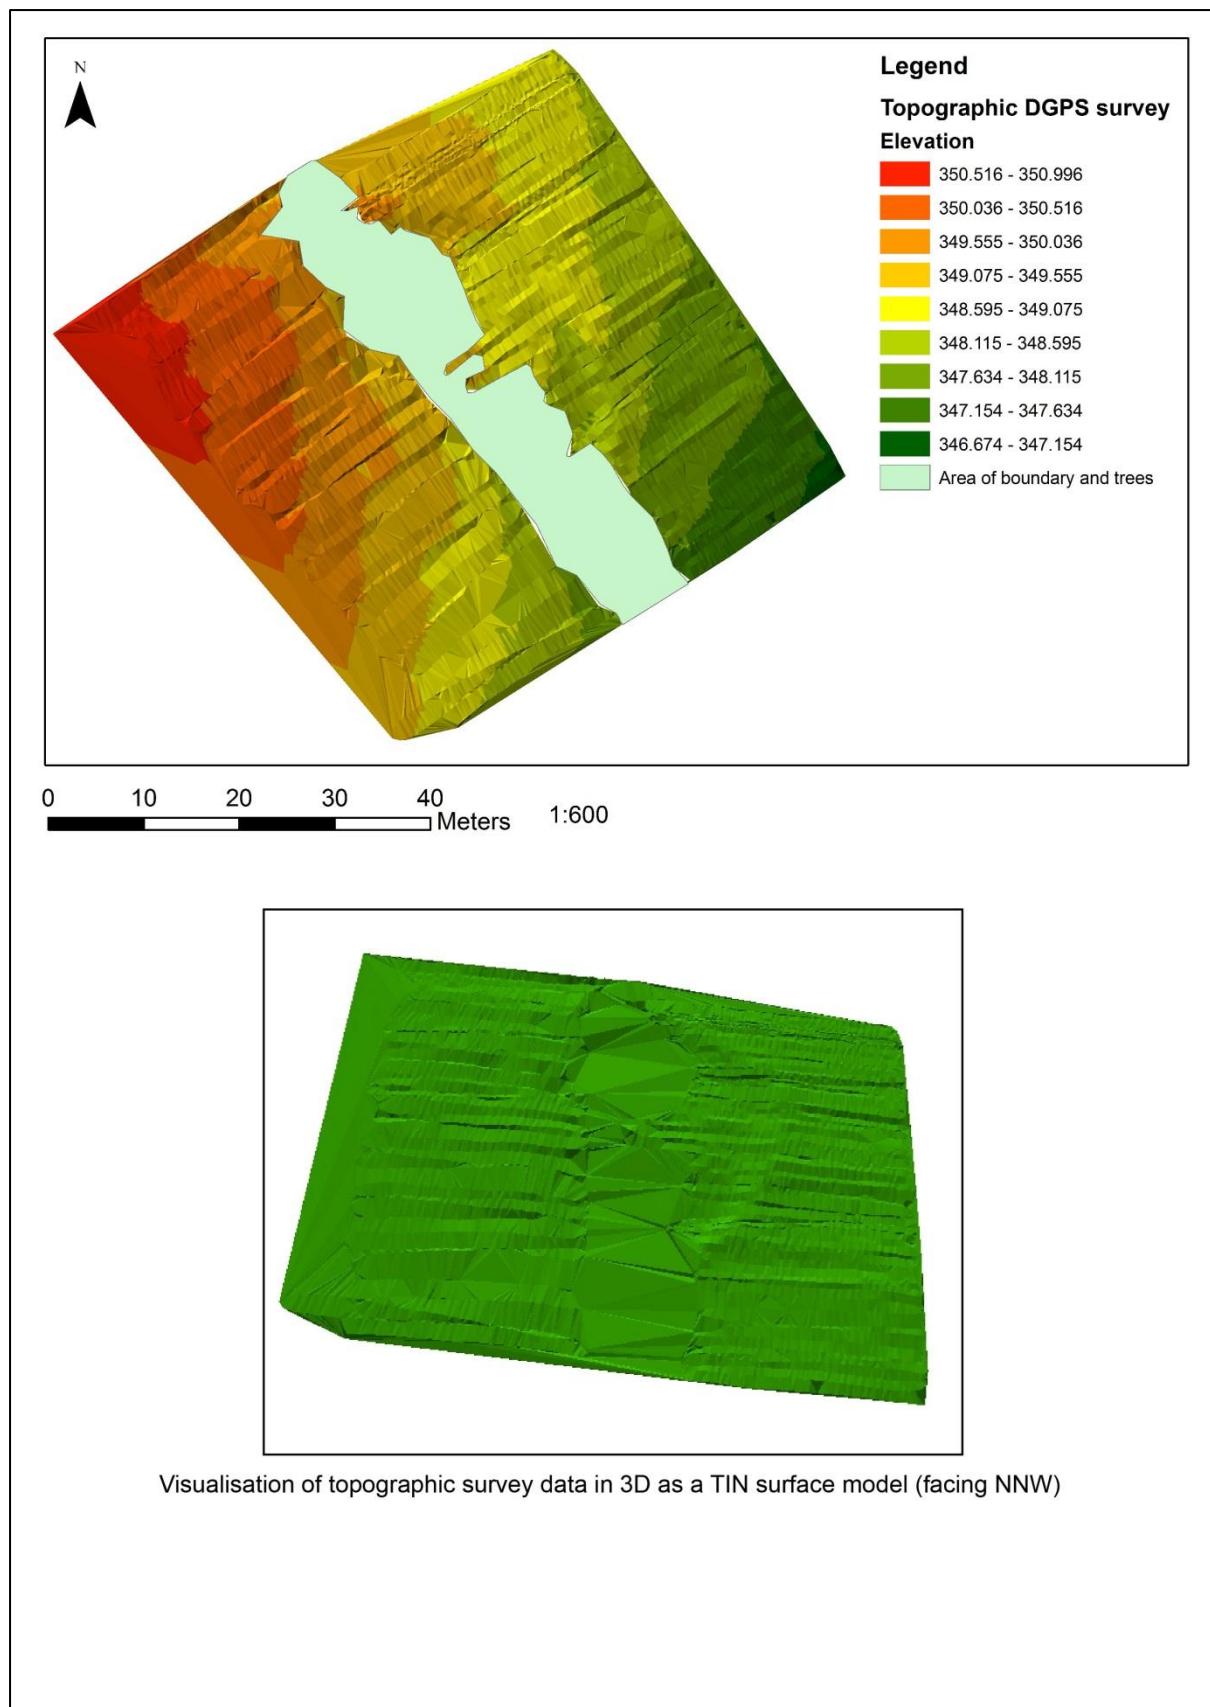 N
Legend
Topographic DGPS survey
Elevation
350.516 - 350.996
350.036 - 350.516
349.555 - 350.036
349.075 - 349.555
348.595 - 349.075
348.115 - 348.595
347.634 - 348.115
347.154 - 347.634
346.674 - 347.154
Area of boundary and trees
0 10 20 30 40
Meters 1:600
Visualisation of topographic survey data in 3D as a TIN surface model (facing NNW)